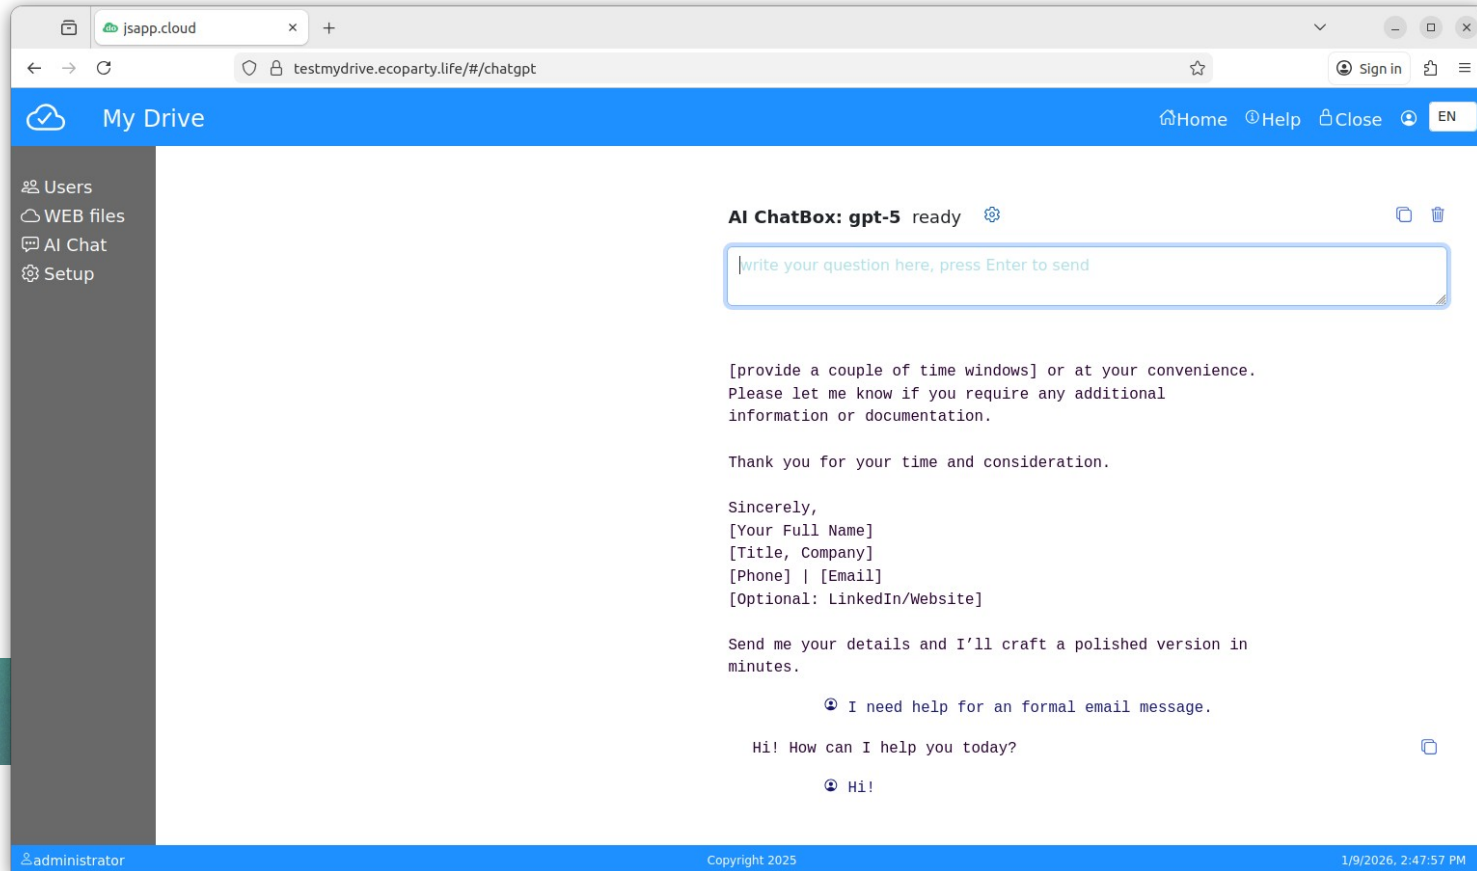 jsapp.cloud
testmydrive.ecoparty.life/#/chatgpt
Sign in
My Drive
Home
Help
Close
EN
Users
WEB files
AI Chat
Setup
AI ChatBox: gpt-5 ready
write your question here, press Enter to send
[provide a couple of time windows] or at your convenience.
Please let me know if you require any additional
information or documentation.
Thank you for your time and consideration.
Sincerely,
[Your Full Name]
[Title, Company]
[Phone] | [Email]
[Optional: LinkedIn/Website]
Send me your details and I’ll craft a polished version in
minutes.
I need help for an formal email message.
Hi! How can I help you today?
Hi!
administrator
Copyright 2025
1/9/2026, 2:47:57 PM